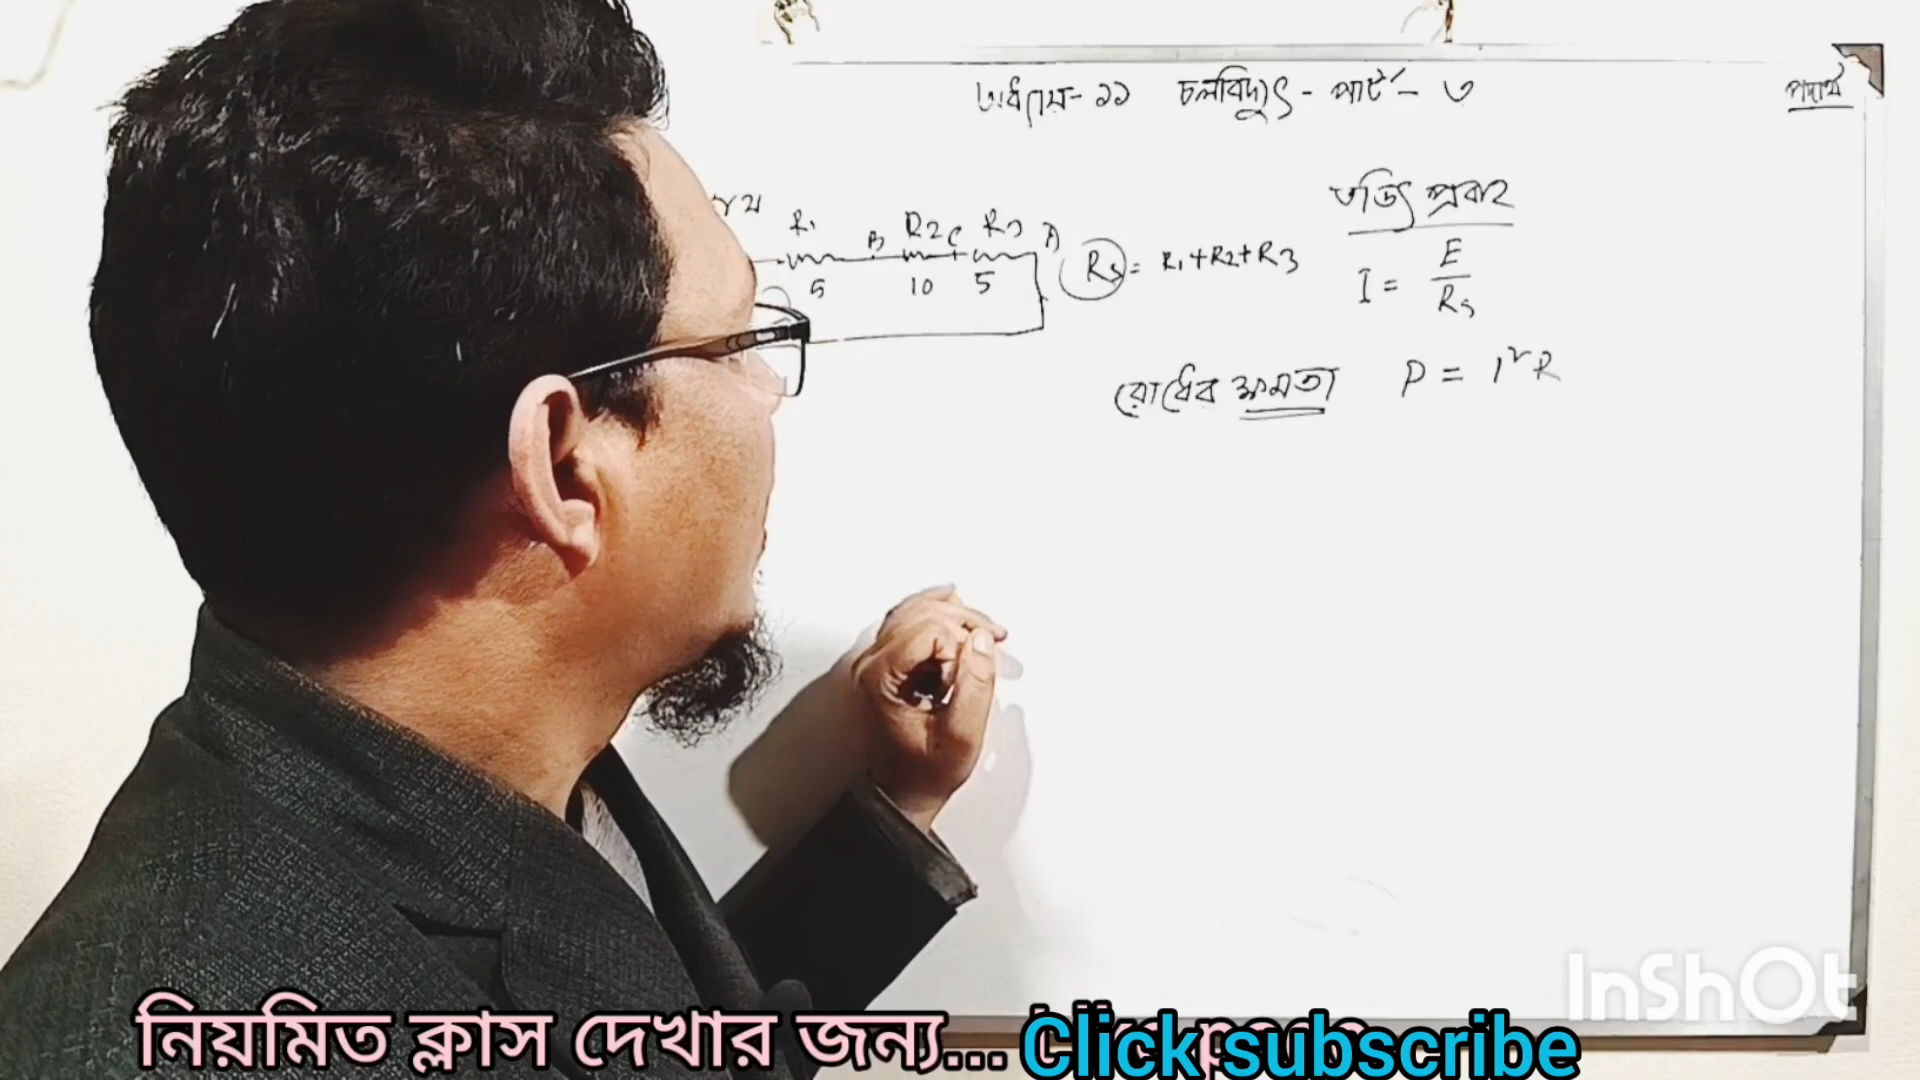 অধ্যায়-১১ চলবিদ্যুৎ - পার্ট - ৩
পদার্থ
তড়িৎ প্রবাহ
R₁ B R2 C R3 D
5 10 5
Rs = R₁+R2+R3
I = E/Rs
রোধের ক্ষমতা P = I²R
নিয়মিত ক্লাস দেখার জন্য...
Click subscribe
InShOt